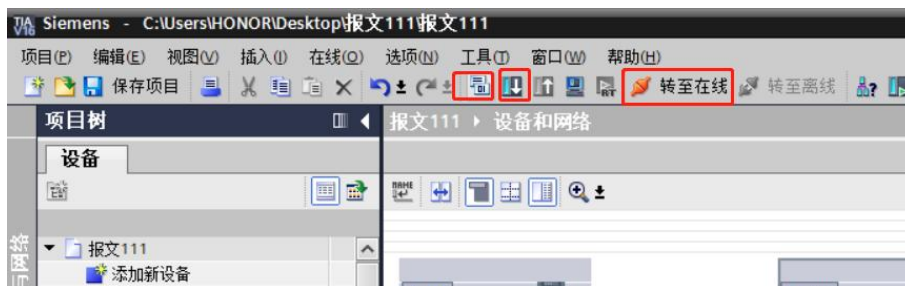 Siemens - C:\Users\HONOR\Desktop\报文111\报文111
项目(P) 编辑(E) 视图(V) 插入(I) 在线(O) 选项(N) 工具(T) 窗口(W) 帮助(H)
保存项目 转至在线 转至离线
项目树
报文111 ▸ 设备和网络
设备
报文111
添加新设备